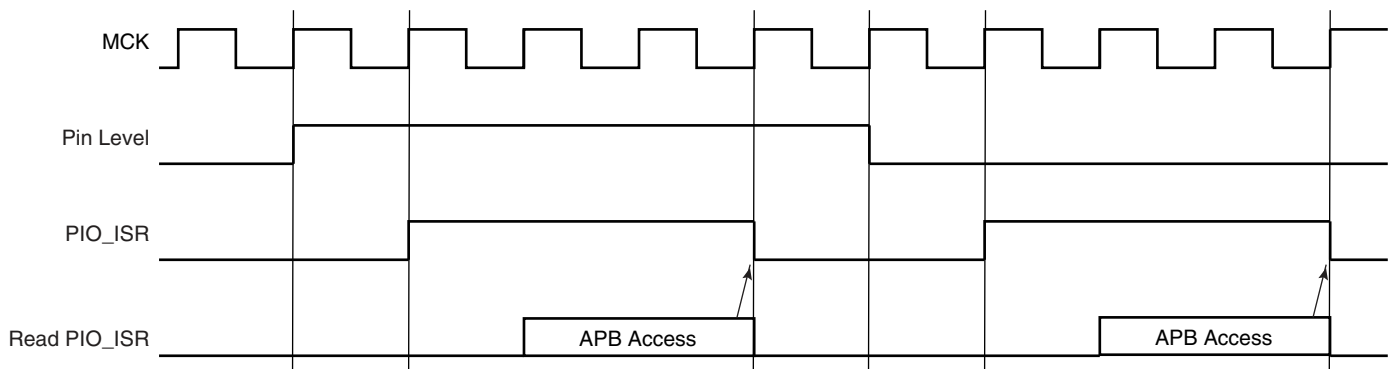 MCK
Pin Level
PIO_ISR
Read PIO_ISR
APB Access
APB Access